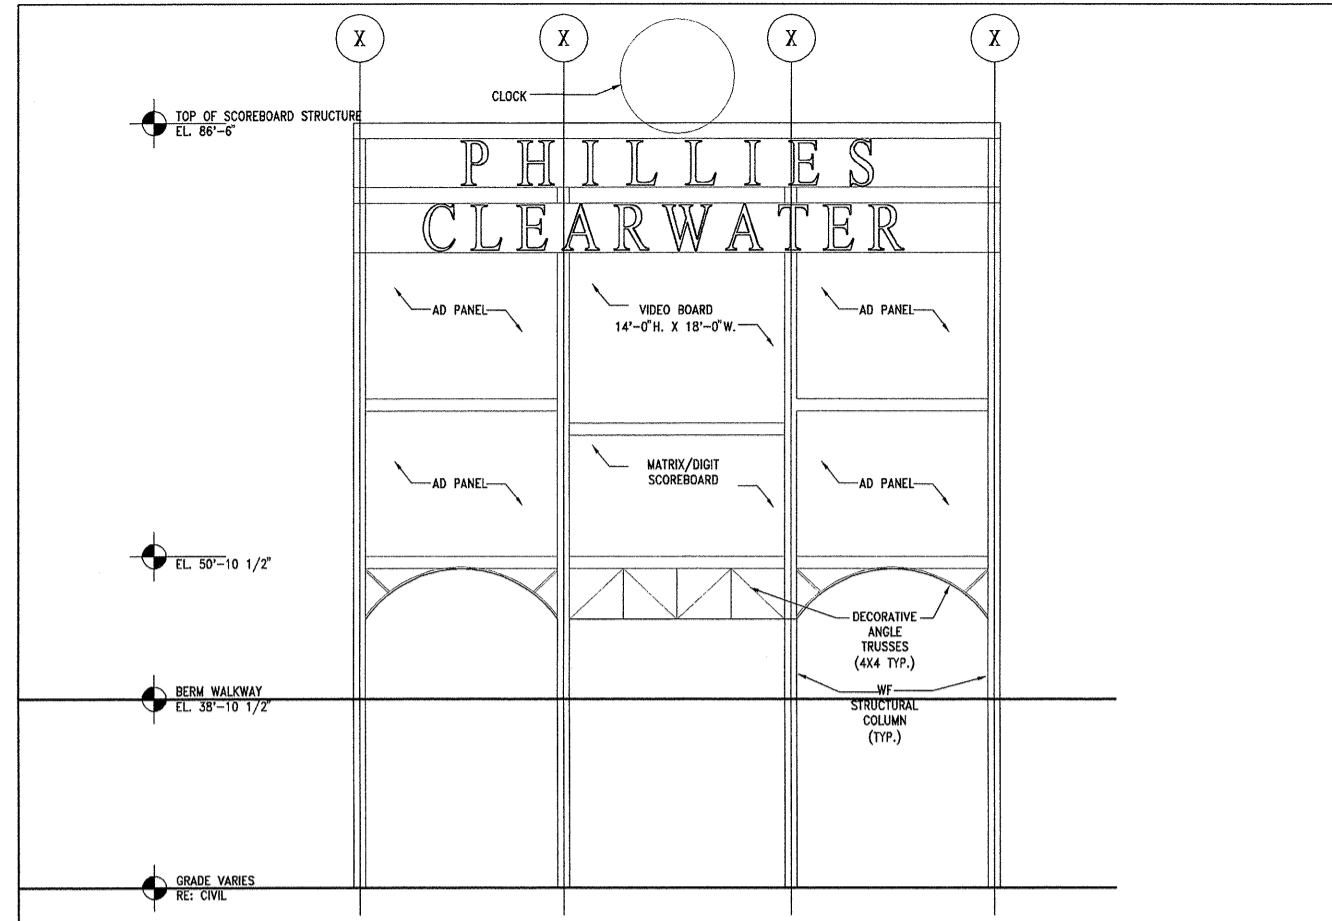 X X X X
CLOCK
TOP OF SCOREBOARD STRUCTURE
EL. 86'-6"
PHILLIES
CLEARWATER
AD PANEL
VIDEO BOARD
14'-0"H. X 18'-0"W.
AD PANEL
AD PANEL
MATRIX/DIGIT
SCOREBOARD
AD PANEL
EL. 50'-10 1/2"
DECORATIVE
ANGLE
TRUSSES
(4X4 TYP.)
BERM WALKWAY
EL. 38'-10 1/2"
WF
STRUCTURAL
COLUMN
(TYP.)
GRADE VARIES
RE: CIVIL